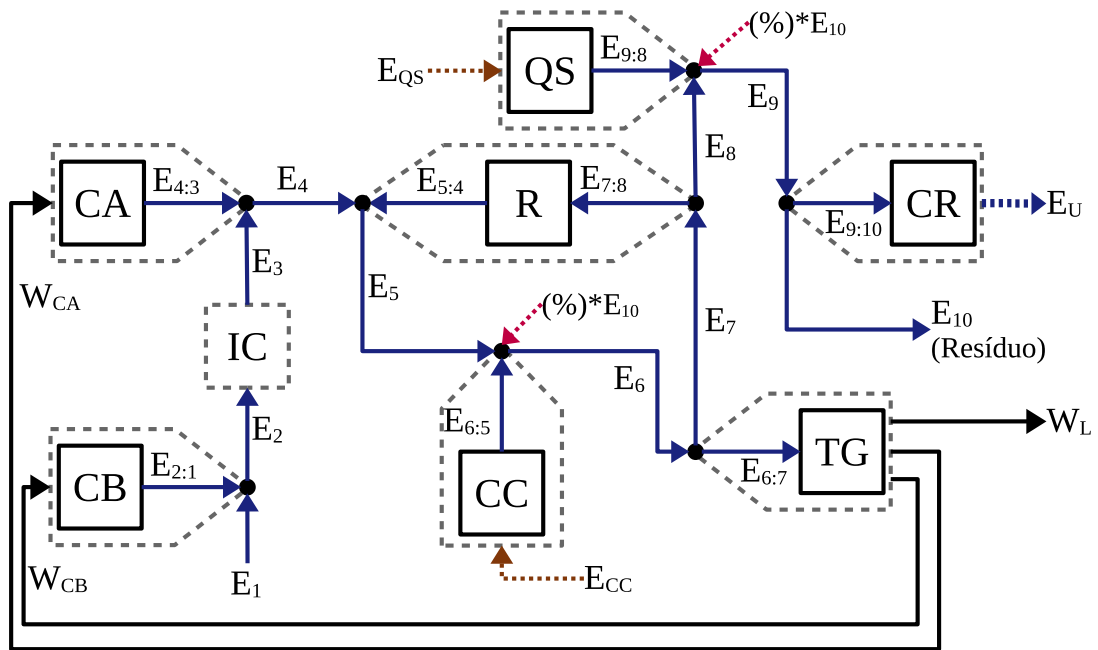 (%)*E10
QS
E9:8
EQS
E9
E8
CA
E4:3
E4
E5:4
R
E7:8
CR
E9:10
EU
E3
WCA
E5
(%)*E10
E7
E10
(Resíduo)
IC
E6
E2
E6:5
WL
CB
E2:1
TG
E6:7
CC
WCB
E1
ECC